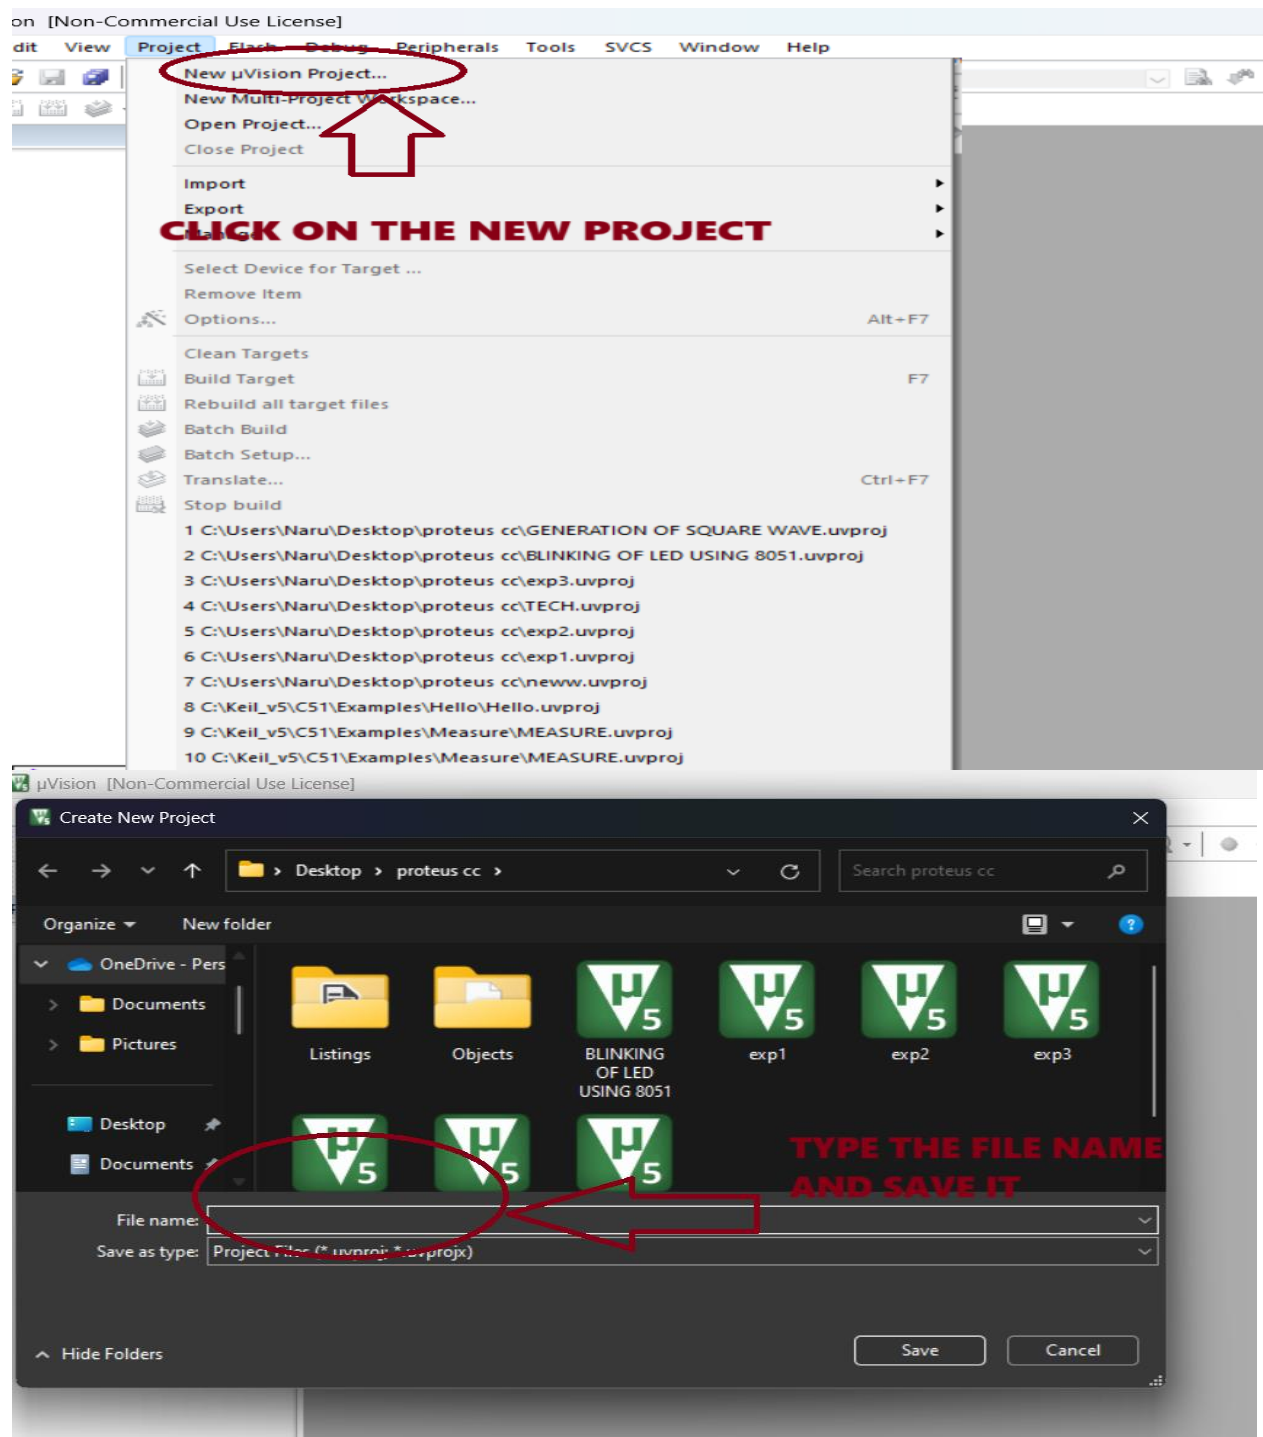 on [Non-Commercial Use License]
dit View Project Flash Debug Peripherals Tools SVCS Window Help
New µVision Project...
New Multi-Project Workspace...
Open Project...
Close Project
Import
Export
CLICK ON THE NEW PROJECT
Manage
Select Device for Target ...
Remove Item
Options... Alt+F7
Clean Targets
Build Target F7
Rebuild all target files
Batch Build
Batch Setup...
Translate... Ctrl+F7
Stop build
1 C:\Users\Naru\Desktop\proteus cc\GENERATION OF SQUARE WAVE.uvproj
2 C:\Users\Naru\Desktop\proteus cc\BLINKING OF LED USING 8051.uvproj
3 C:\Users\Naru\Desktop\proteus cc\exp3.uvproj
4 C:\Users\Naru\Desktop\proteus cc\TECH.uvproj
5 C:\Users\Naru\Desktop\proteus cc\exp2.uvproj
6 C:\Users\Naru\Desktop\proteus cc\exp1.uvproj
7 C:\Users\Naru\Desktop\proteus cc\neww.uvproj
8 C:\Keil_v5\C51\Examples\Hello\Hello.uvproj
9 C:\Keil_v5\C51\Examples\Measure\MEASURE.uvproj
10 C:\Keil_v5\C51\Examples\Measure\MEASURE.uvproj
µVision [Non-Commercial Use License]
Create New Project
Desktop > proteus cc >
Search proteus cc
Organize New folder
OneDrive - Pers
Documents
Pictures
Desktop
Documents
Listings Objects BLINKING exp1 exp2 exp3
OF LED
USING 8051
TYPE THE FILE NAME
AND SAVE IT
File name:
Save as type: Project Files (*.uvproj; *.uvprojx)
Hide Folders Save Cancel